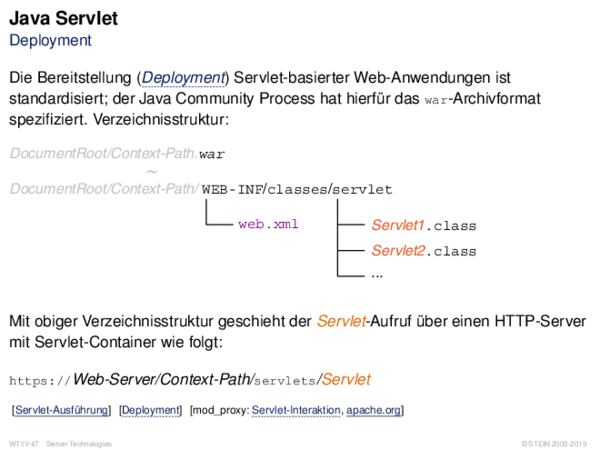 Java Servlet
Deployment
Die Bereitstellung (Deployment) Servlet-basierter Web-Anwendungen ist
standardisiert; der Java Community Process hat hierfür das war-Archivformat
spezifiziert. Verzeichnisstruktur:
DocumentRoot/Context-Path.war
~
DocumentRoot/Context-Path/WEB-INF/classes/servlet
web.xml
Servlet1.class
Servlet2.class
...
Mit obiger Verzeichnisstruktur geschieht der Servlet-Aufruf über einen HTTP-Server
mit Servlet-Container wie folgt:
https://Web-Server/Context-Path/servlets/Servlet
[Servlet-Ausführung] [Deployment] [mod_proxy: Servlet-Interaktion, apache.org]
WT:IV-47 Server Technologies © STEIN 2005-2019